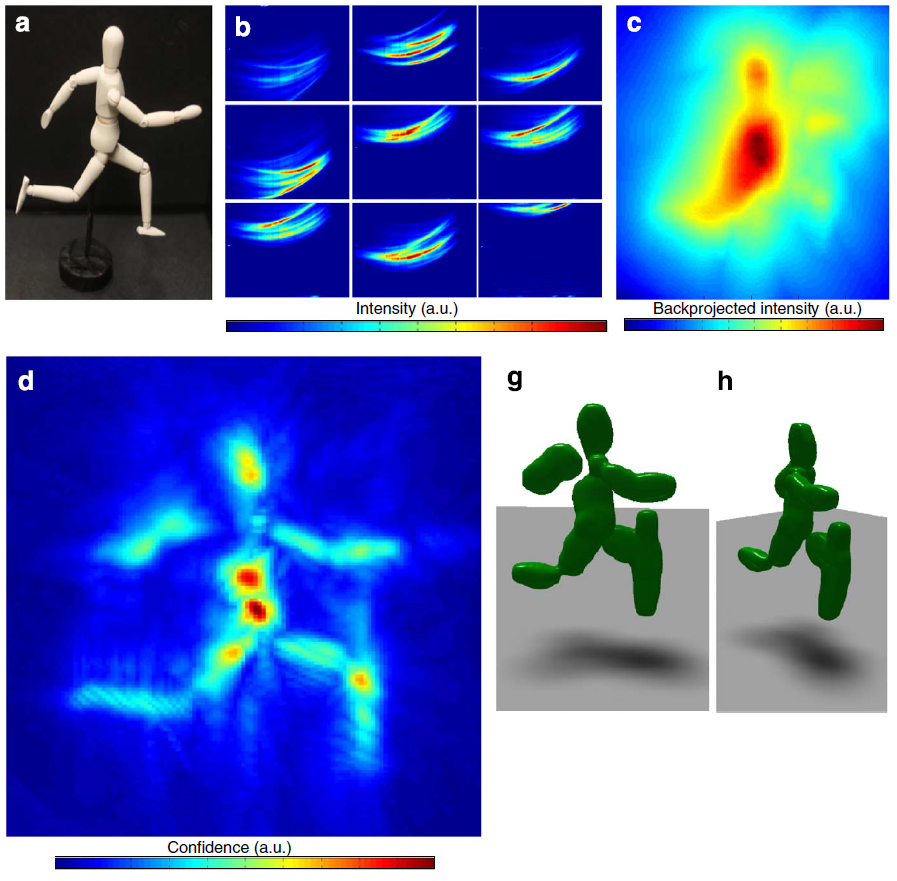 a
b
c
Intensity (a.u.)
Backprojected intensity (a.u.)
d
g
h
Confidence (a.u.)